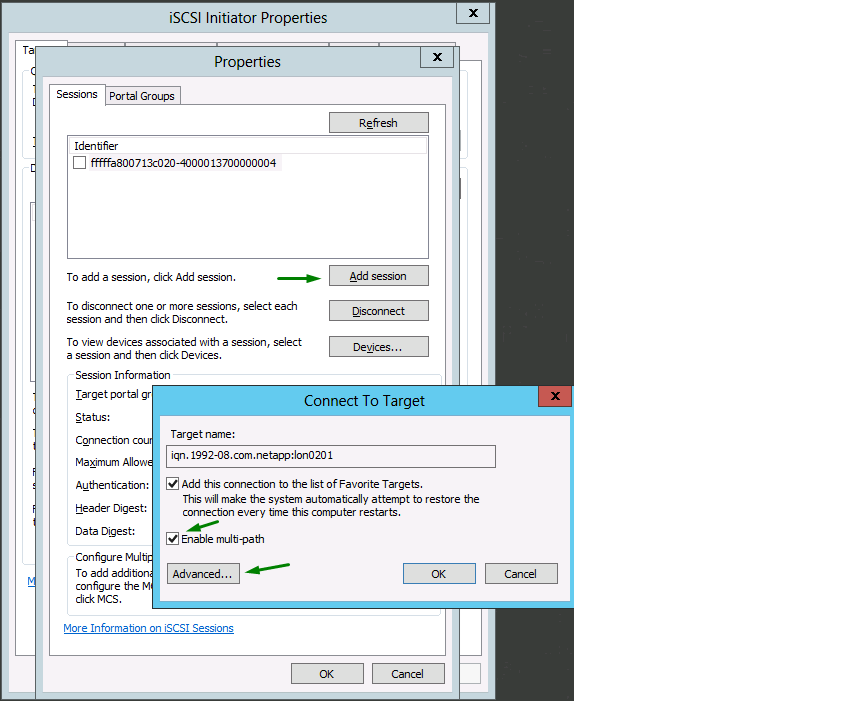 iSCSI Initiator Properties
x
Properties
x
Sessions
Portal Groups
Refresh
Identifier
fffffa800713c020-4000013700000004
To add a session, click Add session.
Add session
To disconnect one or more sessions, select each
session and then click Disconnect.
Disconnect
To view devices associated with a session, select
a session and then click Devices.
Devices...
Session Information
Target portal gr
Status:
Connection cour
Maximum Allowe
Authentication:
Header Digest:
Data Digest:
Configure Multip
To add additiona
configure the MC
click MCS.
More Information on iSCSI Sessions
OK
Cancel
Connect To Target
x
Target name:
iqn.1992-08.com.netapp:lon0201
Add this connection to the list of Favorite Targets.
This will make the system automatically attempt to restore the
connection every time this computer restarts.
Enable multi-path
Advanced...
OK
Cancel